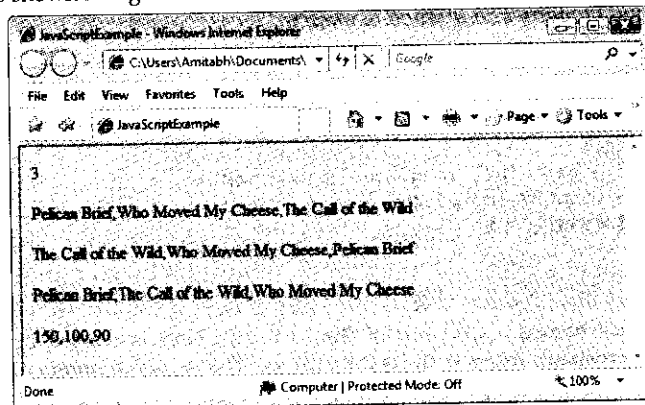 JavaScriptExample - Windows Internet Explorer
C:\Users\Amitabh\Documents\ Google
File Edit View Favorites Tools Help
JavaScriptExample Page Tools
3
Pelican Brief,Who Moved My Cheese,The Call of the Wild
The Call of the Wild,Who Moved My Cheese,Pelican Brief
Pelican Brief,The Call of the Wild,Who Moved My Cheese
150,100,90
Done Computer | Protected Mode: Off 100%